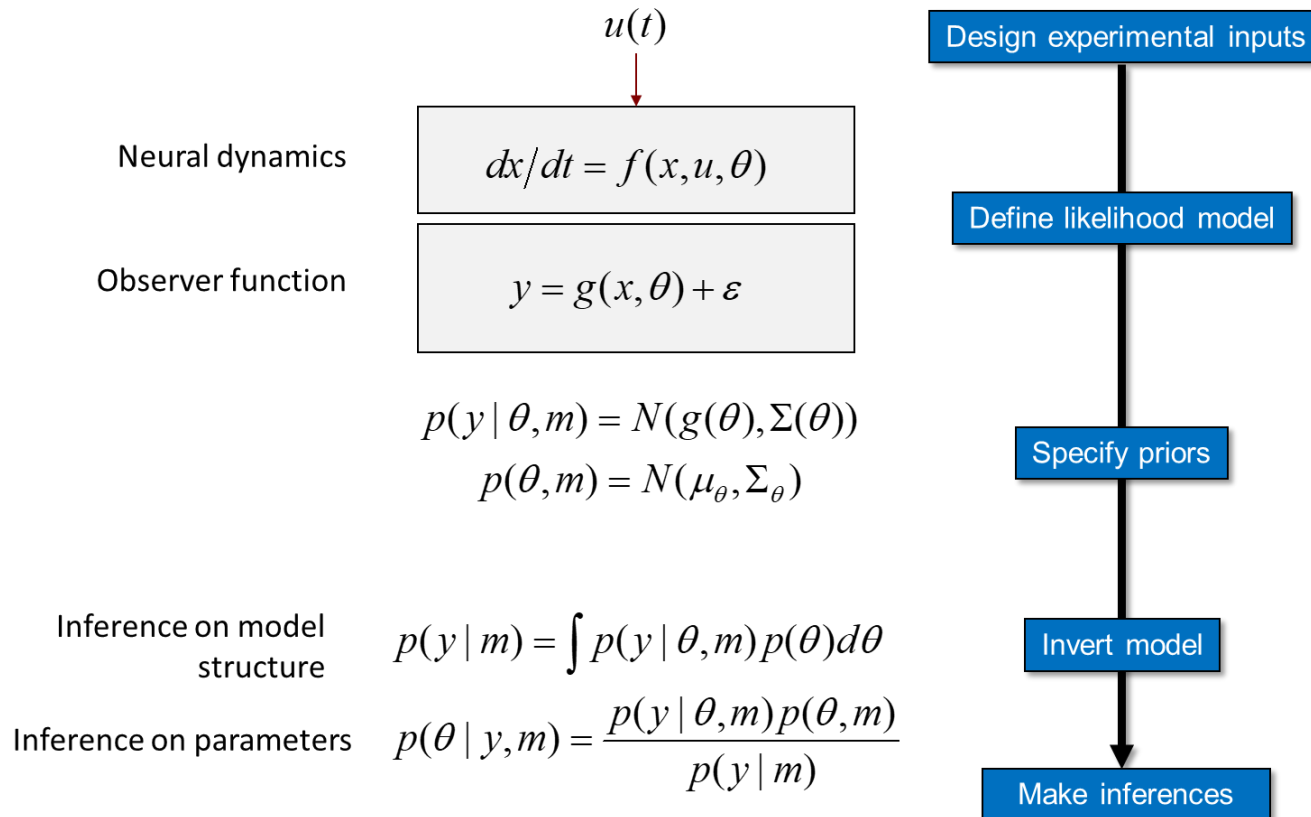 u(t)
Neural dynamics
dx/dt = f(x,u,θ)
Observer function
y = g(x,θ) + ε
p(y | θ,m) = N(g(θ),Σ(θ))
p(θ,m) = N(μ_θ,Σ_θ)
Inference on model
structure
p(y | m) = ∫ p(y | θ,m) p(θ)dθ
Inference on parameters
p(θ | y,m) = p(y | θ,m) p(θ,m) / p(y | m)
Design experimental inputs
Define likelihood model
Specify priors
Invert model
Make inferences